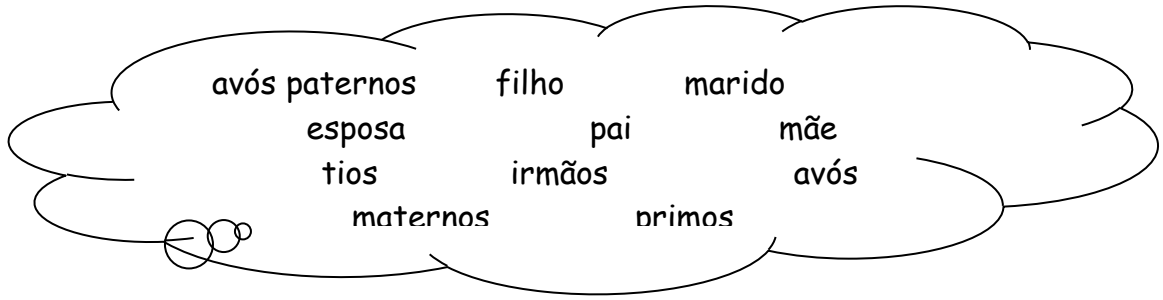 avós paternos filho marido
esposa pai mãe
tios irmãos avós
maternos primos